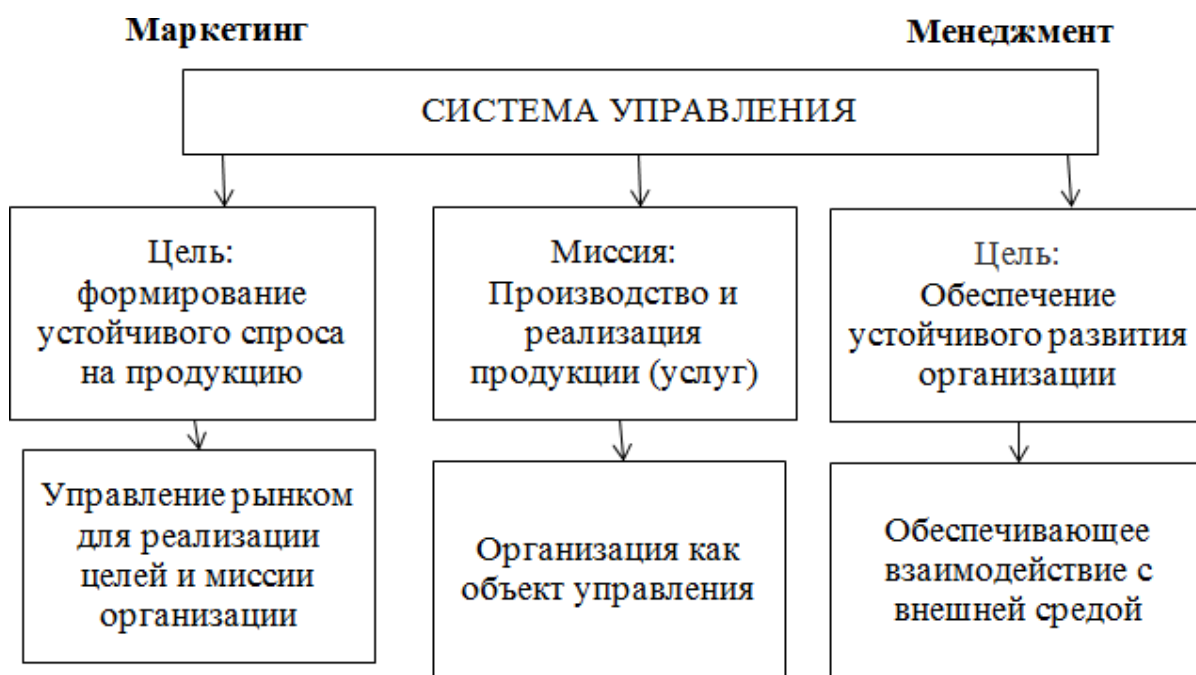 Маркетинг
Менеджмент
СИСТЕМА УПРАВЛЕНИЯ
Цель:
формирование
устойчивого спроса
на продукцию
Миссия:
Производство и
реализация
продукции (услуг)
Цель:
Обеспечение
устойчивого развития
организации
Управление рынком
для реализации
целей и миссии
организации
Организация как
объект управления
Обеспечивающее
взаимодействие с
внешней средой